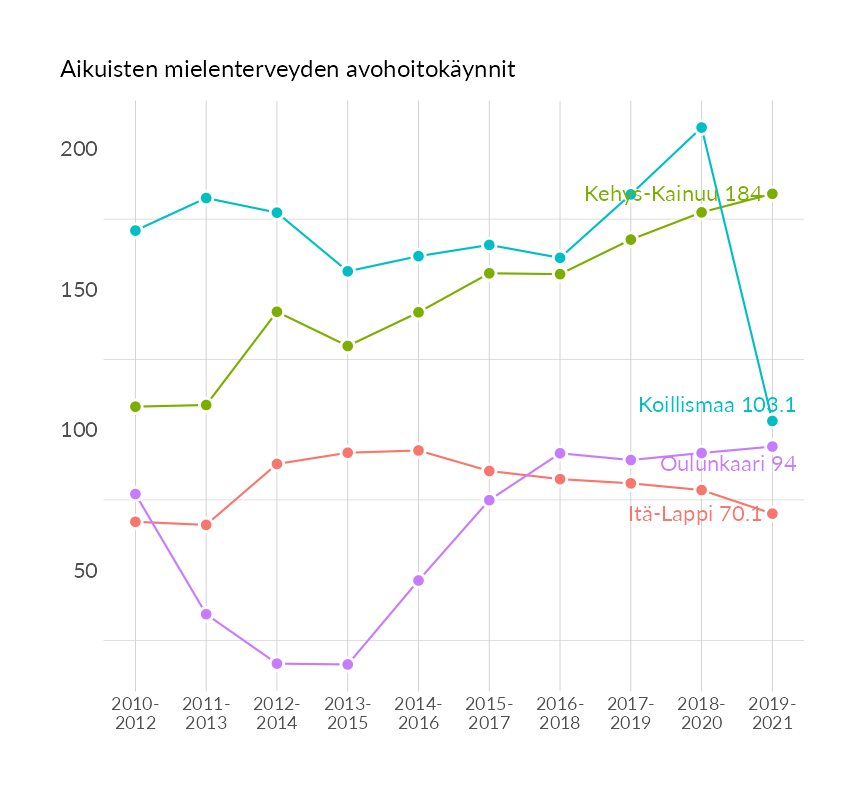 Aikuisten mielenterveyden avohoitokäynnit
200
Kehys-Kainuu 184
150
Koillismaa 103.1
100
Oulunkaari 94
Itä-Lappi 70.1
50
2010- 2011- 2012- 2013- 2014- 2015- 2016- 2017- 2018- 2019-
2012 2013 2014 2015 2016 2017 2018 2019 2020 2021